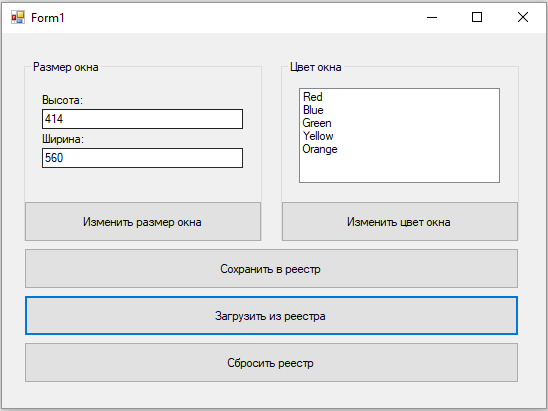 Form1
Размер окна
Высота:
414
Ширина:
560
Изменить размер окна
Цвет окна
Red
Blue
Green
Yellow
Orange
Изменить цвет окна
Сохранить в реестр
Загрузить из реестра
Сбросить реестр